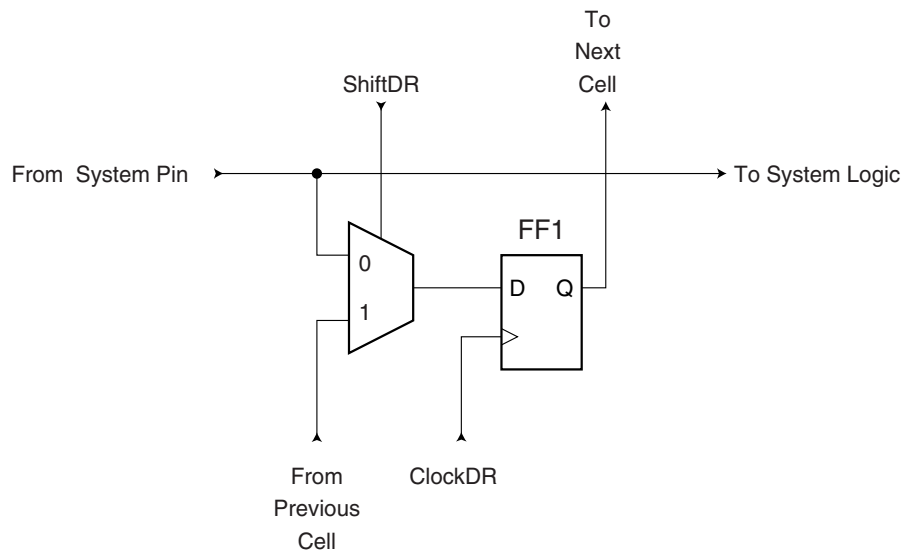 To
Next
Cell
ShiftDR
From System Pin
To System Logic
FF1
0
D Q
1
From
Previous
Cell
ClockDR